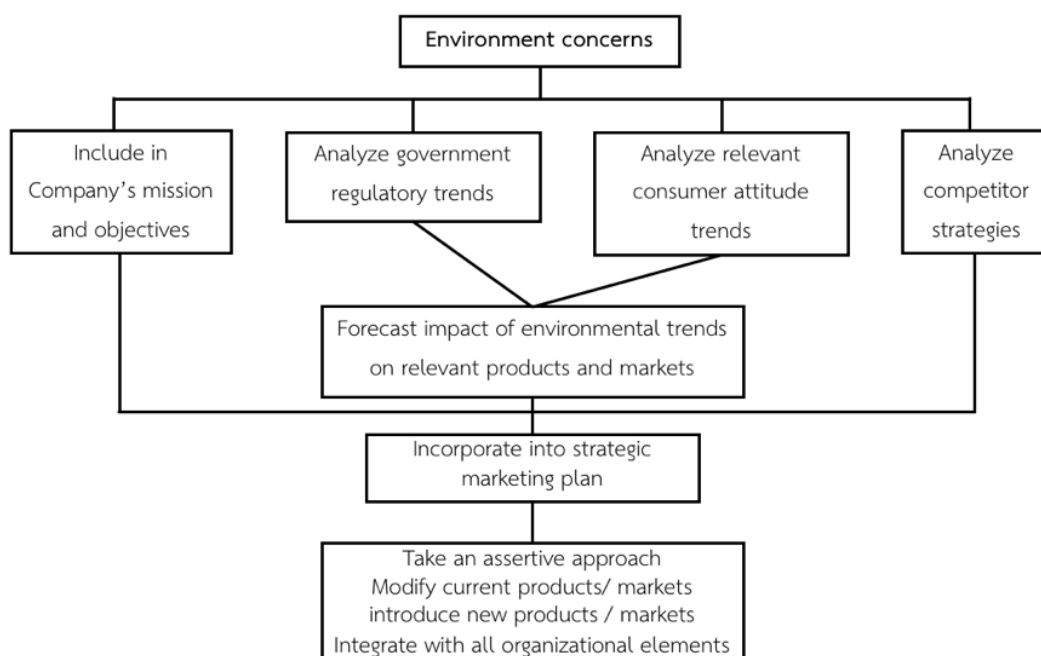 Environment concerns
Include in
Company's mission
and objectives
Analyze government
regulatory trends
Analyze relevant
consumer attitude
trends
Analyze
competitor
strategies
Forecast impact of environmental trends
on relevant products and markets
Incorporate into strategic
marketing plan
Take an assertive approach
Modify current products/ markets
introduce new products / markets
Integrate with all organizational elements